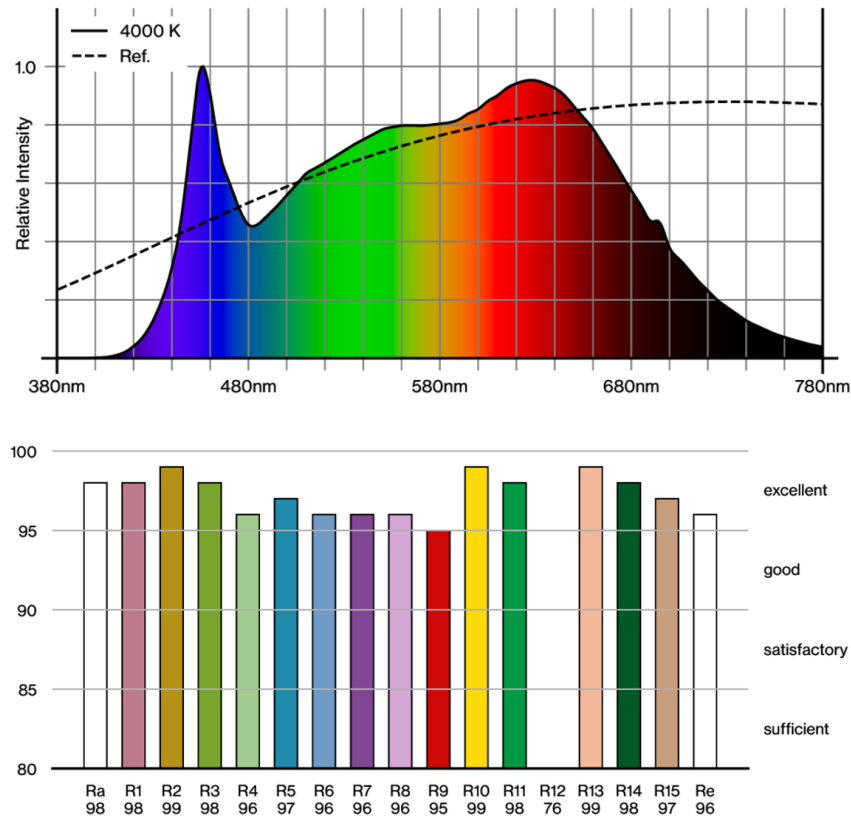 4000 K
Ref.
1.0
Relative Intensity
380nm 480nm 580nm 680nm 780nm
100
excellent
95
good
90
satisfactory
85
sufficient
80
Ra R1 R2 R3 R4 R5 R6 R7 R8 R9 R10 R11 R12 R13 R14 R15 Re
98 98 99 98 96 97 96 96 96 95 99 98 76 99 98 97 96